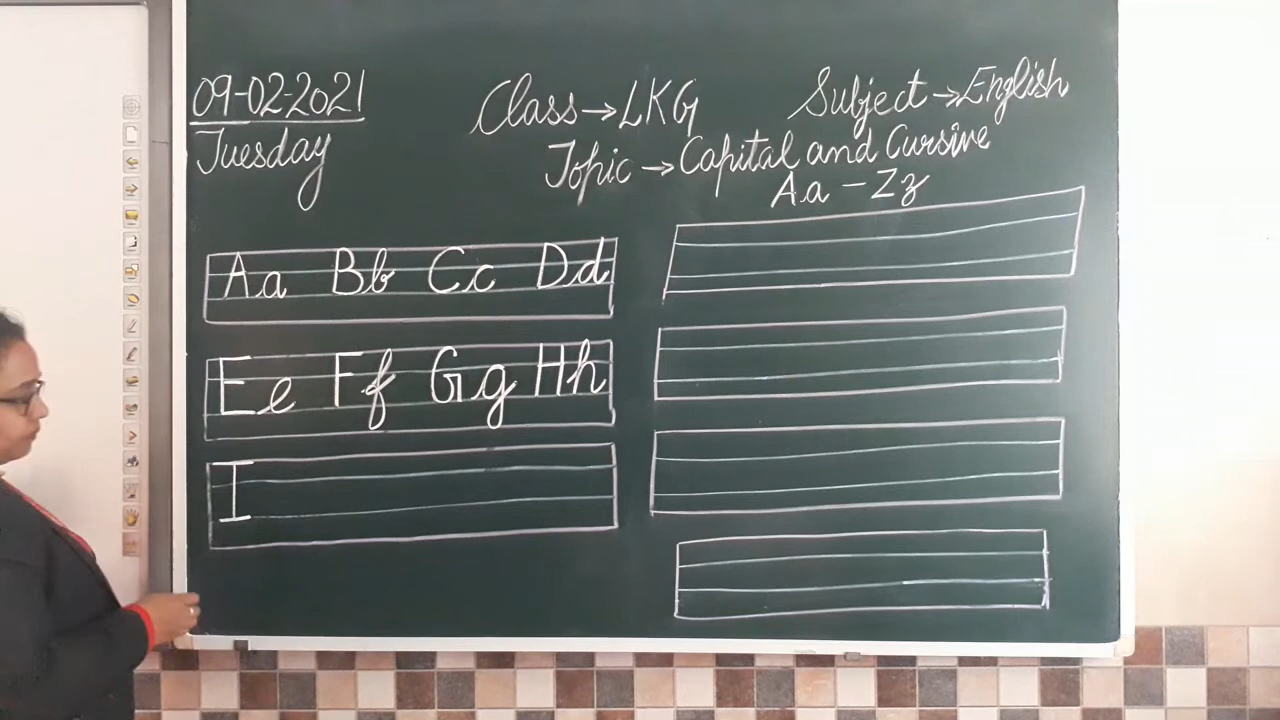 09-02-2021
Tuesday
Class→LKG
Subject→English
Topic→Capital and Cursive
Aa-Zz
Aa Bb Cc Dd
Ee Ff Gg Hh
I